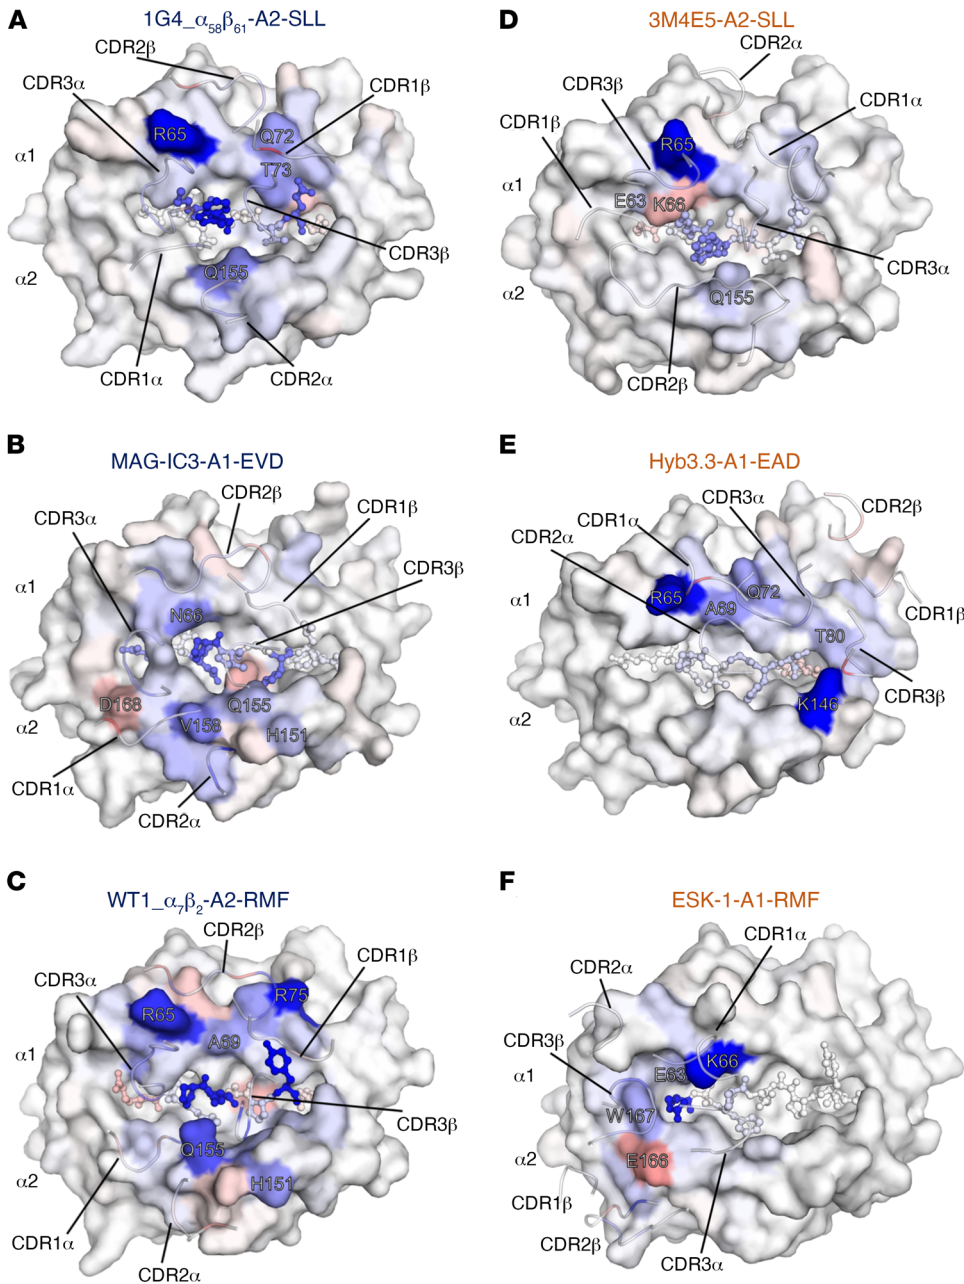 A
1G4_α58β61-A2-SLL
CDR2β
CDR3α
CDR1β
R65
Q72
T73
α1
α2
Q155
CDR3β
CDR1α
CDR2α
B
MAG-IC3-A1-EVD
CDR2β
CDR3α
CDR1β
CDR3β
α1
N66
D168
Q155
V158
H151
α2
CDR1α
CDR2α
C
WT1_α7β2-A2-RMF
CDR2β
CDR3α
CDR1β
R65
R75
A69
α1
CDR3β
Q155
H151
α2
CDR1α
CDR2α
D
3M4E5-A2-SLL
CDR2α
CDR3β
CDR1α
CDR1β
R65
α1
E63
K66
CDR3α
α2
Q155
CDR2β
E
Hyb3.3-A1-EAD
CDR3α
CDR2β
CDR1α
CDR2α
R65
Q72
A69
α1
CDR1β
T80
CDR3β
K146
α2
F
ESK-1-A1-RMF
CDR1α
CDR2α
CDR3β
K66
E63
α1
W167
E166
α2
CDR1β
CDR2β
CDR3α